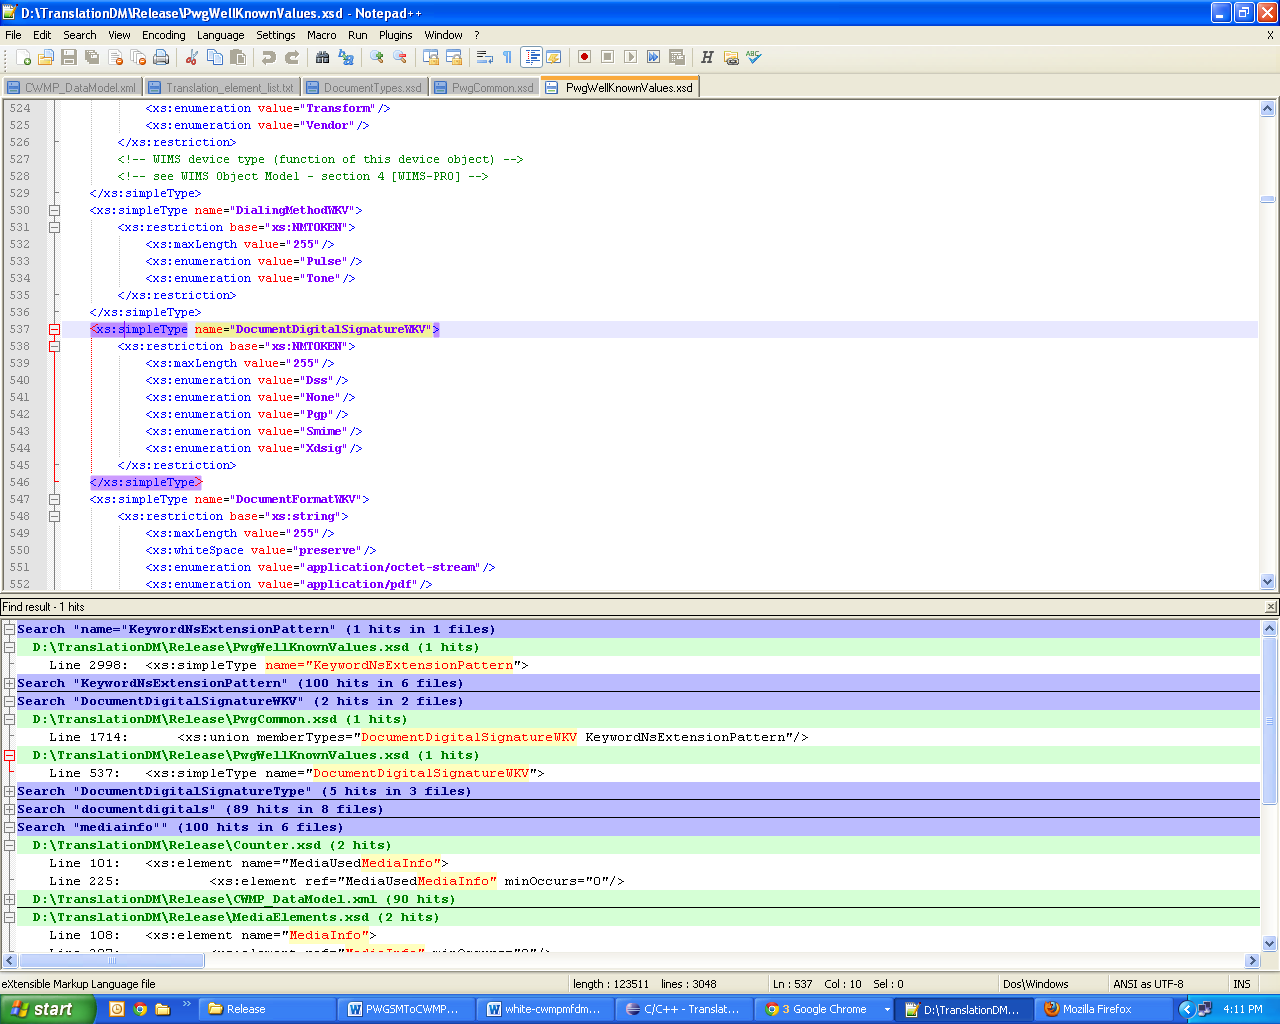 D:\TranslationDM\Release\PwgWellKnownValues.xsd - Notepad++
File Edit Search View Encoding Language Settings Macro Run Plugins Window ? X
CWMP_DataModel.xml Translation_element_list.txt DocumentTypes.xsd PwgCommon.xsd PwgWellKnownValues.xsd
524 <xs:enumeration value="Transform"/>
525 <xs:enumeration value="Vendor"/>
526 </xs:restriction>
527 <!-- WIMS device type (function of this device object) -->
528 <!-- see WIMS Object Model - section 4 [WIMS-PRO] -->
529 </xs:simpleType>
530 <xs:simpleType name="DialingMethodWKV">
531 <xs:restriction base="xs:NMTOKEN">
532 <xs:maxLength value="255"/>
533 <xs:enumeration value="Pulse"/>
534 <xs:enumeration value="Tone"/>
535 </xs:restriction>
536 </xs:simpleType>
537 <xs:simpleType name="DocumentDigitalSignatureWKV">
538 <xs:restriction base="xs:NMTOKEN">
539 <xs:maxLength value="255"/>
540 <xs:enumeration value="Dss"/>
541 <xs:enumeration value="None"/>
542 <xs:enumeration value="Pgp"/>
543 <xs:enumeration value="Smime"/>
544 <xs:enumeration value="Xdsig"/>
545 </xs:restriction>
546 </xs:simpleType>
547 <xs:simpleType name="DocumentFormatWKV">
548 <xs:restriction base="xs:string">
549 <xs:maxLength value="255"/>
550 <xs:whiteSpace value="preserve"/>
551 <xs:enumeration value="application/octet-stream"/>
552 <xs:enumeration value="application/pdf"/>
Find result - 1 hits
Search "name="KeywordNsExtensionPattern" (1 hits in 1 files)
D:\TranslationDM\Release\PwgWellKnownValues.xsd (1 hits)
Line 2998: <xs:simpleType name="KeywordNsExtensionPattern">
Search "KeywordNsExtensionPattern" (100 hits in 6 files)
Search "DocumentDigitalSignatureWKV" (2 hits in 2 files)
D:\TranslationDM\Release\PwgCommon.xsd (1 hits)
Line 1714: <xs:union memberTypes="DocumentDigitalSignatureWKV KeywordNsExtensionPattern"/>
D:\TranslationDM\Release\PwgWellKnownValues.xsd (1 hits)
Line 537: <xs:simpleType name="DocumentDigitalSignatureWKV">
Search "DocumentDigitalSignatureType" (5 hits in 3 files)
Search "documentdigitals" (89 hits in 8 files)
Search "mediainfo"" (100 hits in 6 files)
D:\TranslationDM\Release\Counter.xsd (2 hits)
Line 101: <xs:element name="MediaUsedMediaInfo">
Line 225: <xs:element ref="MediaUsedMediaInfo" minOccurs="0"/>
D:\TranslationDM\Release\CWMP_DataModel.xml (90 hits)
D:\TranslationDM\Release\MediaElements.xsd (2 hits)
Line 108: <xs:element name="MediaInfo">
eXtensible Markup Language file length : 123511 lines : 3048 Ln : 537 Col : 10 Sel : 0 Dos\Windows ANSI as UTF-8 INS
start Release PWGSMToCWMP... white-cwmpmfdm... C/C++ - Translat... 3 Google Chrome D:\TranslationDM... Mozilla Firefox 4:11 PM